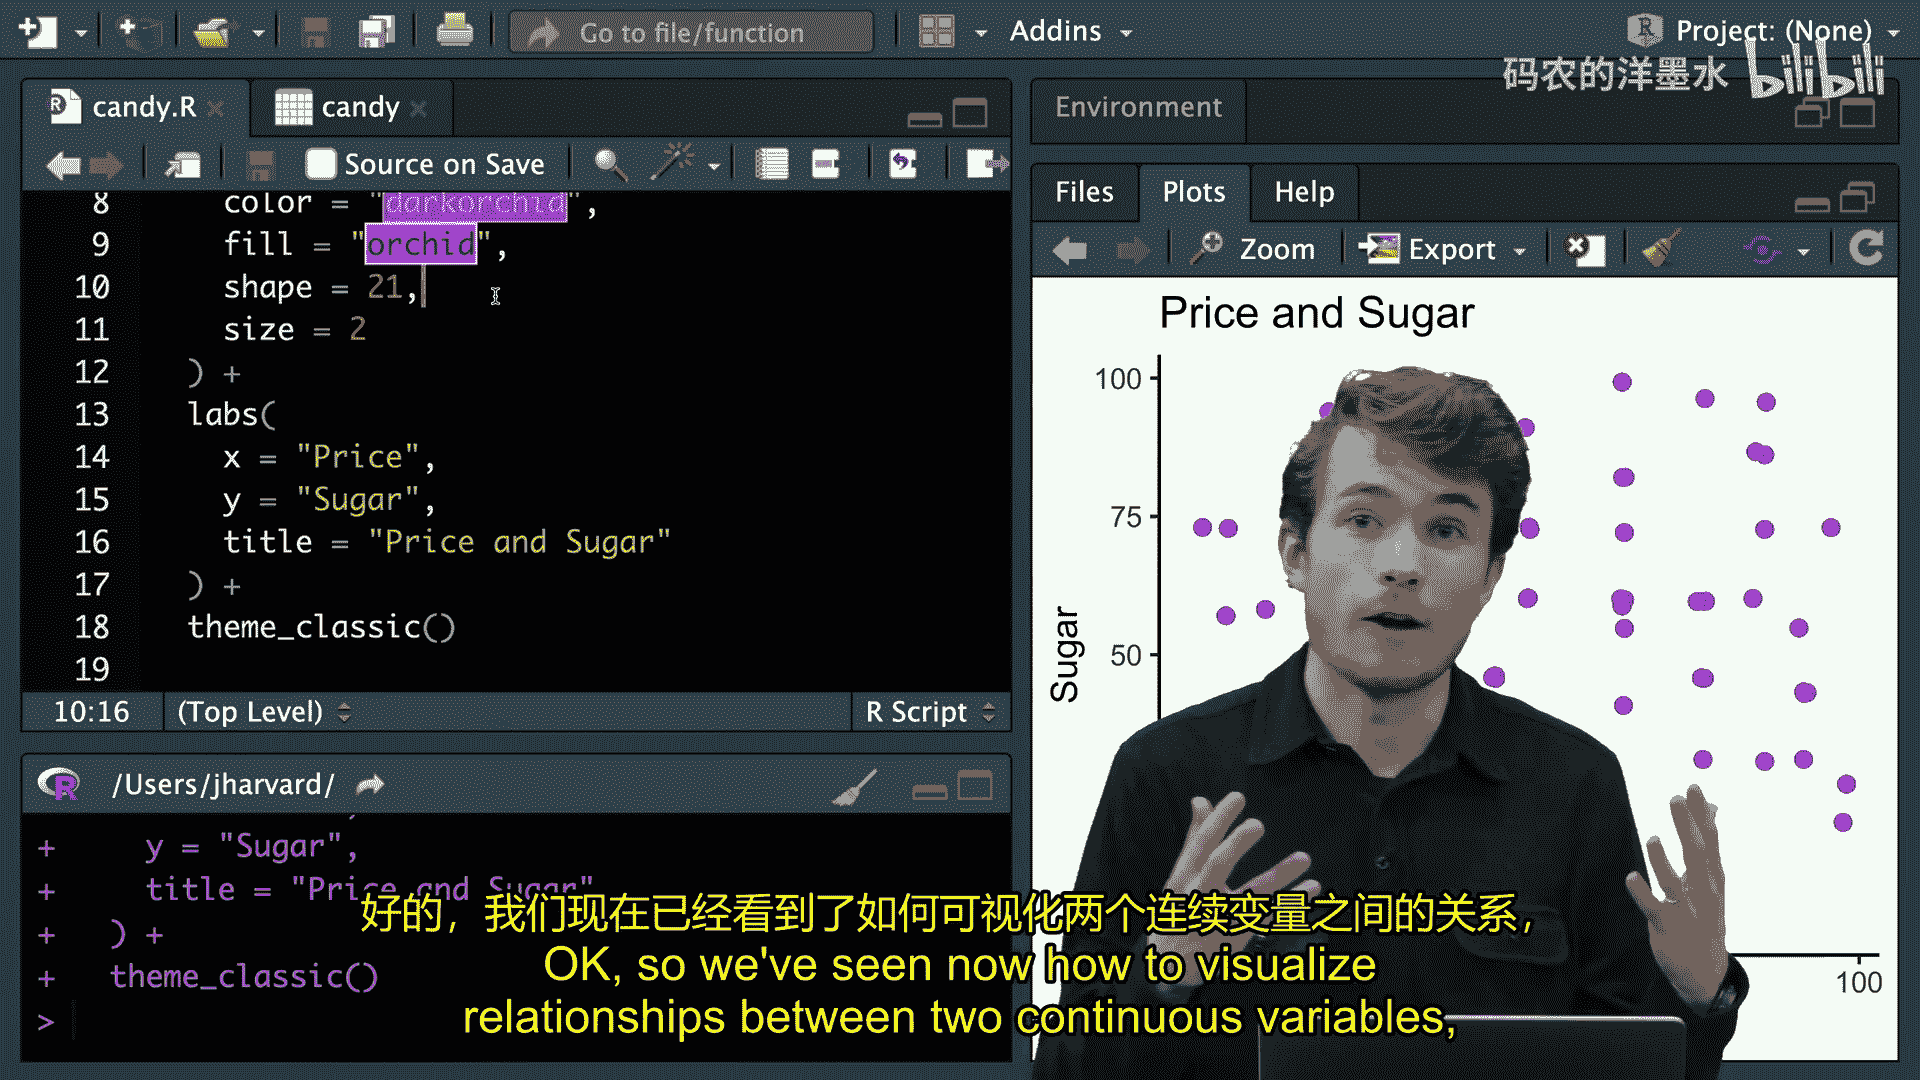 Go to file/function
Addins
Project: (None)
码农的洋墨水 bilibili
candy.R
candy
Source on Save
8 color = "darkorchid",
9 fill = "orchid",
10 shape = 21,
11 size = 2
12 ) +
13 labs(
14 x = "Price",
15 y = "Sugar",
16 title = "Price and Sugar"
17 ) +
18 theme_classic()
19
10:16 (Top Level) R Script
/Users/jharvard/
+ y = "Sugar",
+ title = "Price and Sugar"
+ ) +
+ theme_classic()
>
Environment
Files Plots Help
Zoom Export
Price and Sugar
100
75
50
Sugar
100
好的，我们现在已经看到了如何可视化两个连续变量之间的关系，
OK, so we've seen now how to visualize
relationships between two continuous variables,